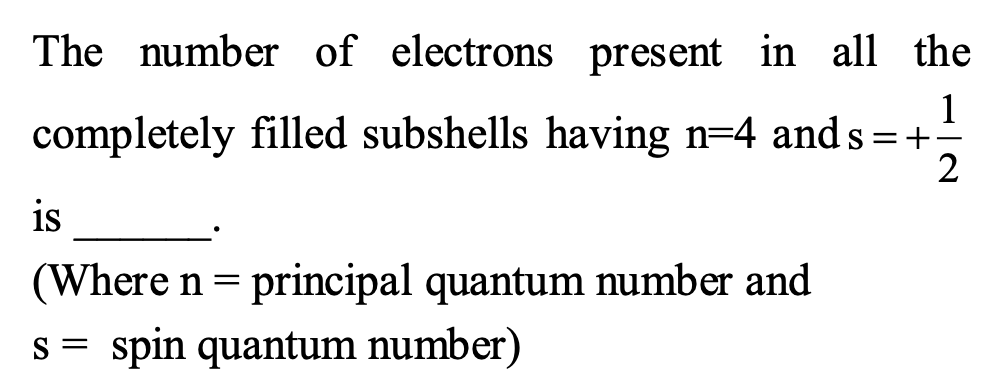 The number of electrons present in all the
completely filled subshells having n=4 and s = +1/2
is ______.
(Where n = principal quantum number and
s = spin quantum number)